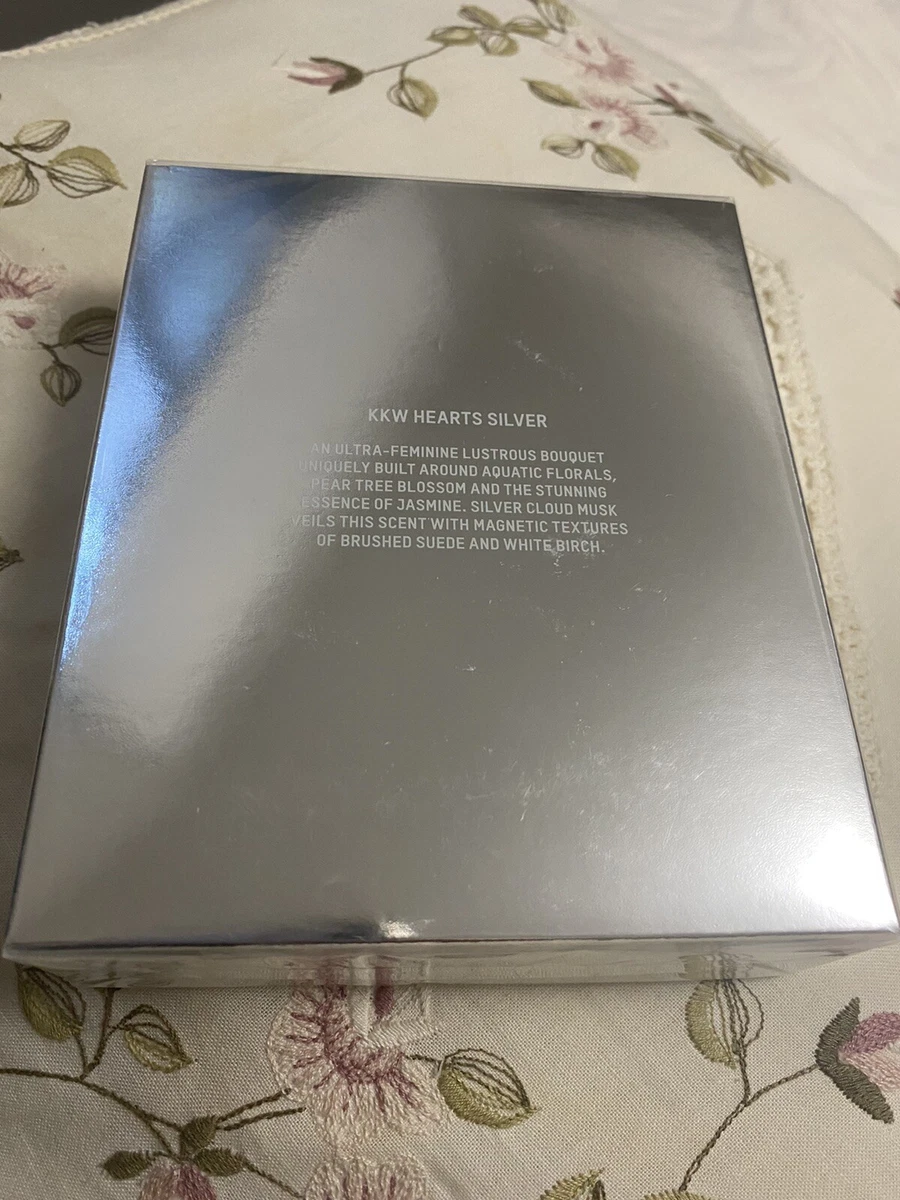 KKW HEARTS SILVER
AN ULTRA-FEMININE LUSTROUS BOUQUET
UNIQUELY BUILT AROUND AQUATIC FLORALS,
PEAR TREE BLOSSOM AND THE STUNNING
ESSENCE OF JASMINE. SILVER CLOUD MUSK
VEILS THIS SCENT WITH MAGNETIC TEXTURES
OF BRUSHED SUEDE AND WHITE BIRCH.